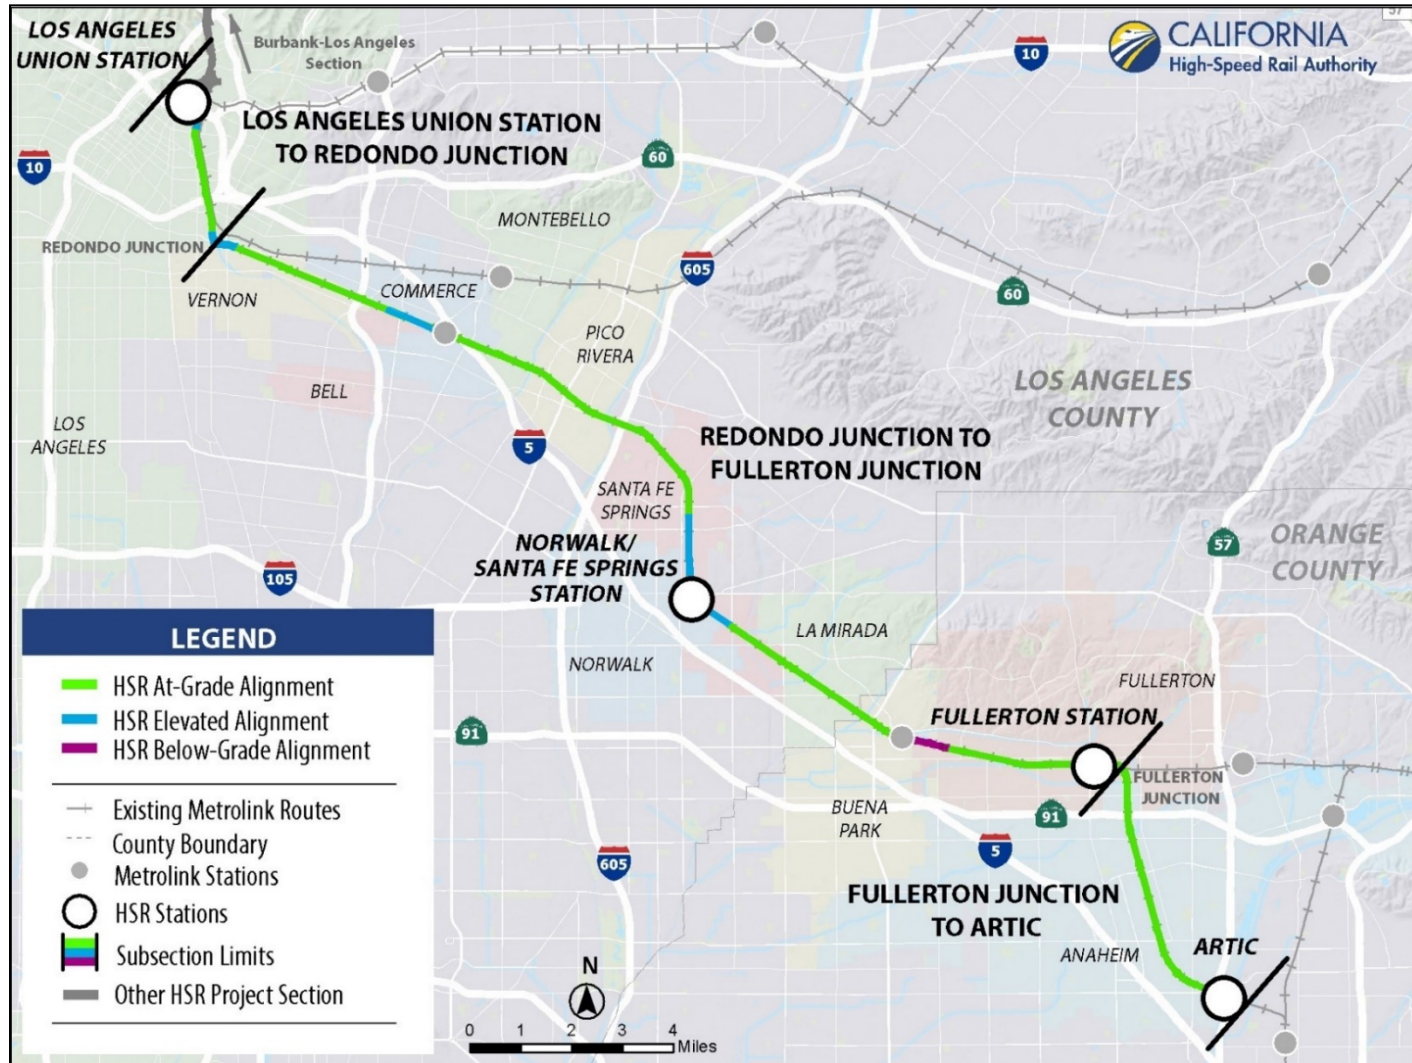 LOS ANGELES
UNION STATION
Burbank-Los Angeles
Section
CALIFORNIA
High-Speed Rail Authority
57
10
LOS ANGELES UNION STATION
TO REDONDO JUNCTION
10
60
MONTEBELLO
REDONDO JUNCTION
605
60
VERNON
COMMERCE
PICO
RIVERA
LOS ANGELES
COUNTY
BELL
LOS
ANGELES
5
REDONDO JUNCTION TO
FULLERTON JUNCTION
SANTA FE
SPRINGS
57
ORANGE
COUNTY
NORWALK/
SANTA FE SPRINGS
STATION
105
LA MIRADA
NORWALK
FULLERTON
91
FULLERTON STATION
FULLERTON
JUNCTION
BUENA
PARK
91
5
605
FULLERTON JUNCTION
TO ARTIC
ANAHEIM
ARTIC
LEGEND
HSR At-Grade Alignment
HSR Elevated Alignment
HSR Below-Grade Alignment
Existing Metrolink Routes
County Boundary
Metrolink Stations
HSR Stations
Subsection Limits
Other HSR Project Section
N
0 1 2 3 4
Miles